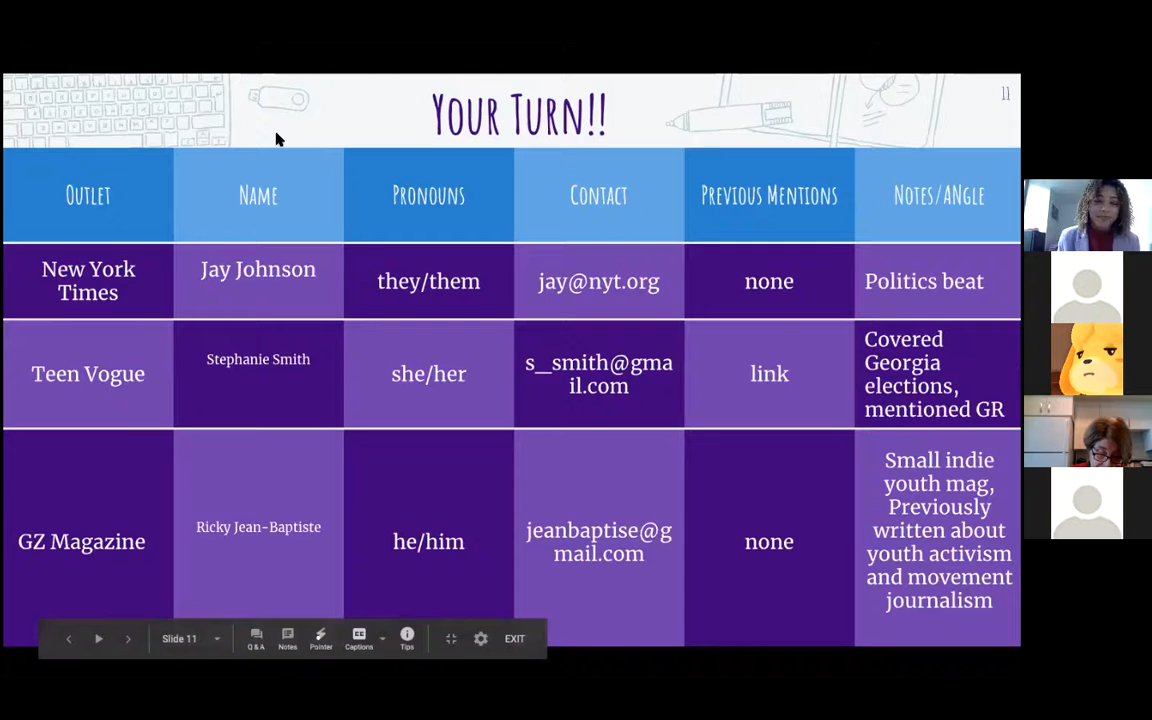 Your Turn!!
11
Outlet
Name
Pronouns
Contact
Previous Mentions
Notes/ANgle
New York
Times
Jay Johnson
they/them
jay@nyt.org
none
Politics beat
Teen Vogue
Stephanie Smith
she/her
s_smith@gma
il.com
link
Covered
Georgia
elections,
mentioned GR
GZ Magazine
Ricky Jean-Baptiste
he/him
jeanbaptise@g
mail.com
none
Small indie
youth mag,
Previously
written about
youth activism
and movement
journalism
Slide 11
Q & A
Notes
Pointer
CC
Captions
Tips
EXIT